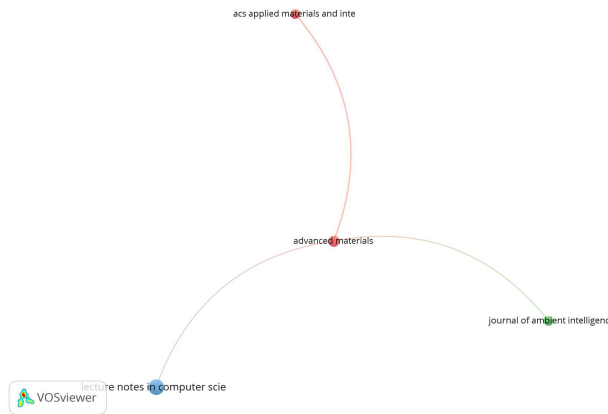 acs applied materials and inte
advanced materials
journal of ambient intelligenc
lecture notes in computer scie
VOSviewer